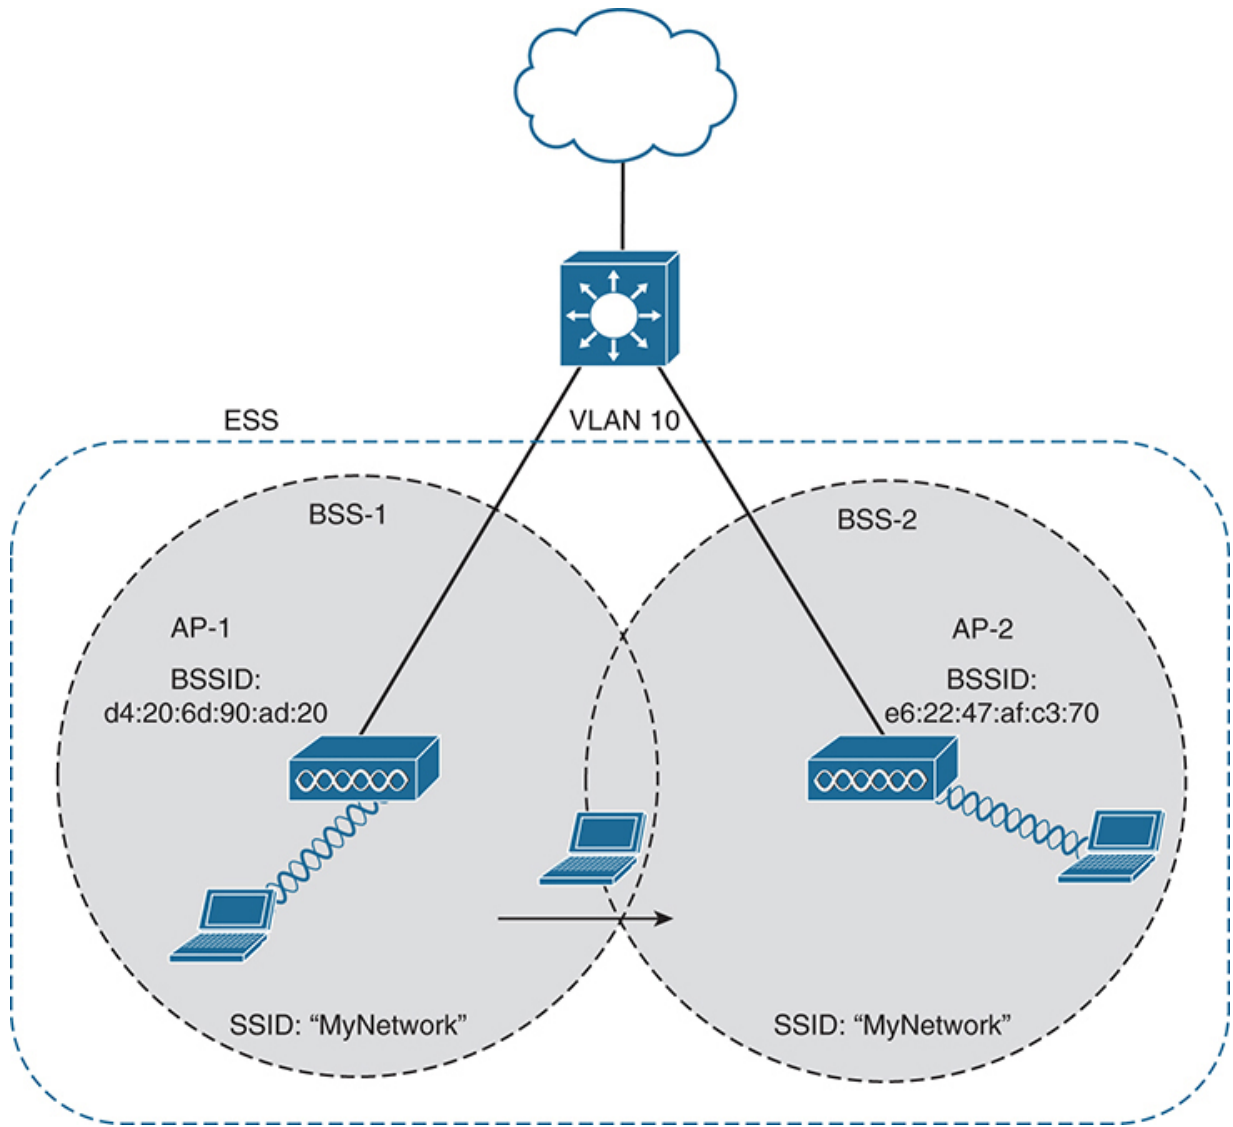 ESS
VLAN 10
BSS-1
BSS-2
AP-1
BSSID:
d4:20:6d:90:ad:20
AP-2
BSSID:
e6:22:47:af:c3:70
SSID: “MyNetwork”
SSID: “MyNetwork”